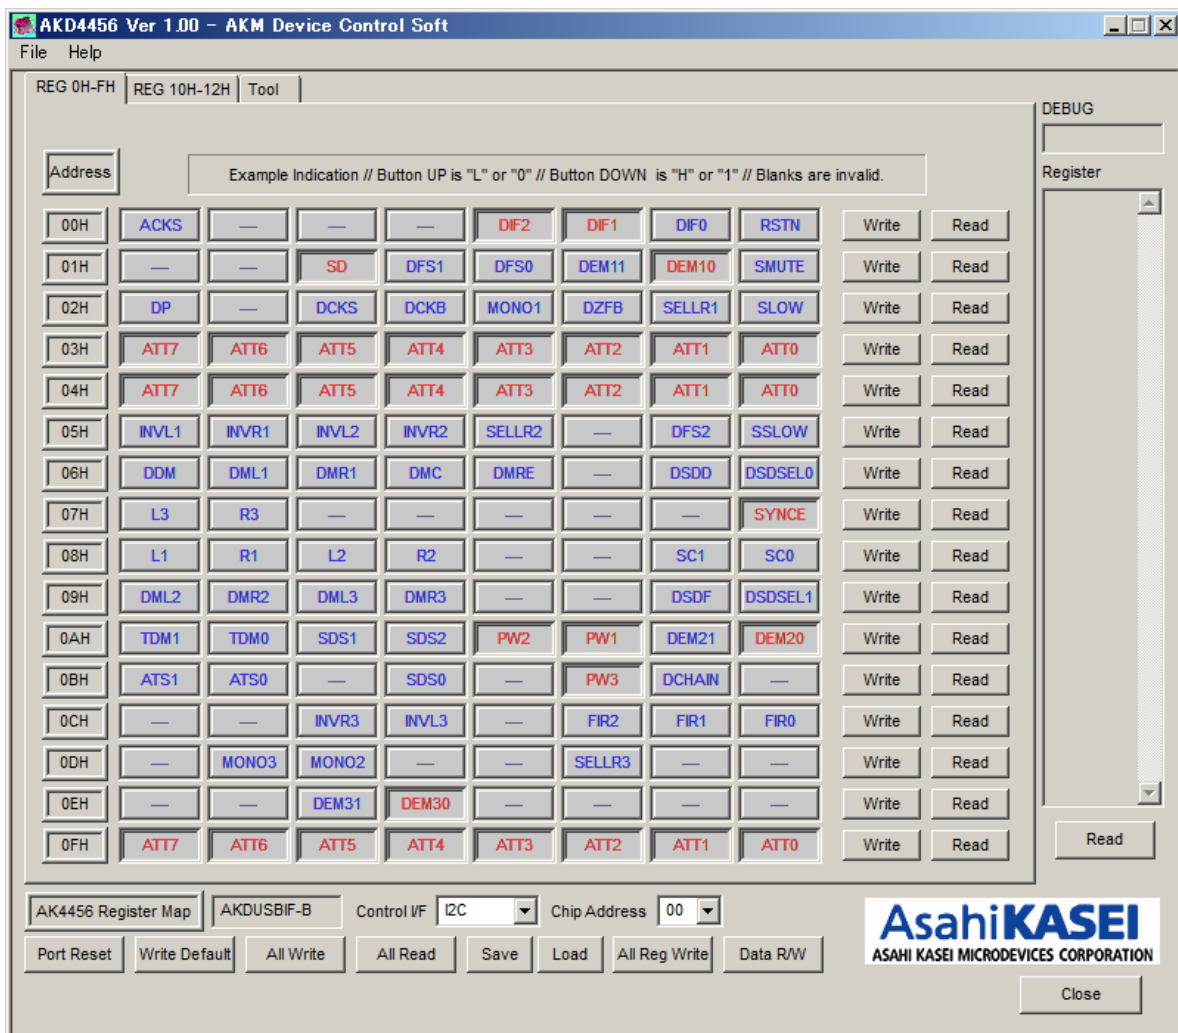 AKD4456 Ver 1.00 - AKM Device Control Soft
File Help
REG 0H-FH REG 10H-12H Tool
DEBUG
Address Example Indication // Button UP is "L" or "0" // Button DOWN is "H" or "1" // Blanks are invalid. Register
00H ACKS — — — DIF2 DIF1 DIF0 RSTN Write Read
01H — — SD DFS1 DFS0 DEM11 DEM10 SMUTE Write Read
02H DP — DCKS DCKB MONO1 DZFB SELLR1 SLOW Write Read
03H ATT7 ATT6 ATT5 ATT4 ATT3 ATT2 ATT1 ATT0 Write Read
04H ATT7 ATT6 ATT5 ATT4 ATT3 ATT2 ATT1 ATT0 Write Read
05H INVL1 INVR1 INVL2 INVR2 SELLR2 — DFS2 SSLOW Write Read
06H DDM DML1 DMR1 DMC DMRE — DSDD DSDSEL0 Write Read
07H L3 R3 — — — — — SYNCE Write Read
08H L1 R1 L2 R2 — — SC1 SC0 Write Read
09H DML2 DMR2 DML3 DMR3 — — DSDF DSDSEL1 Write Read
0AH TDM1 TDM0 SDS1 SDS2 PW2 PW1 DEM21 DEM20 Write Read
0BH ATS1 ATS0 — SDS0 — PW3 DCHAIN — Write Read
0CH — — INVR3 INVL3 — FIR2 FIR1 FIR0 Write Read
0DH — MONO3 MONO2 — — SELLR3 — — Write Read
0EH — — DEM31 DEM30 — — — — Write Read
0FH ATT7 ATT6 ATT5 ATT4 ATT3 ATT2 ATT1 ATT0 Write Read
Read
AK4456 Register Map AKDUSBIF-B Control I/F I2C Chip Address 00
AsahiKASEI
ASAHI KASEI MICRODEVICES CORPORATION
Port Reset Write Default All Write All Read Save Load All Reg Write Data R/W
Close